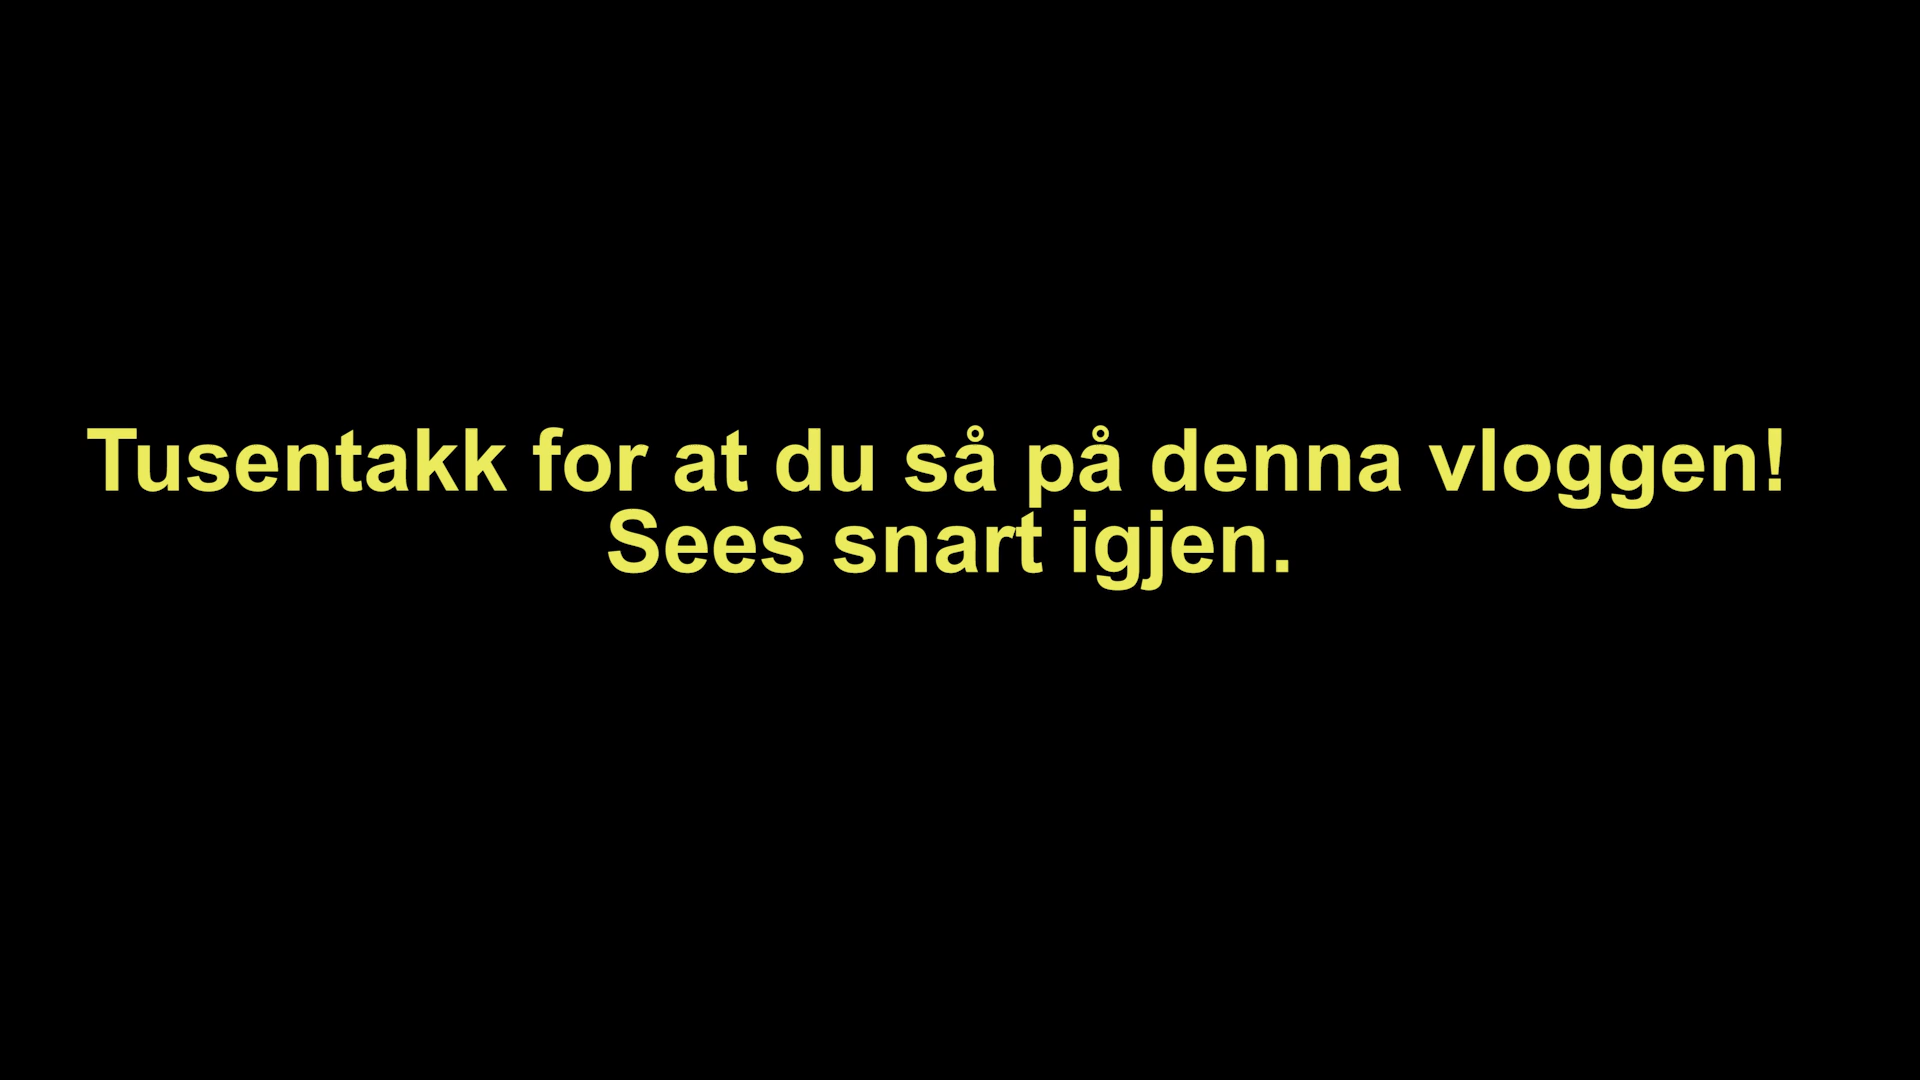 Tusentakk for at du så på denna vloggen!
Sees snart igjen.